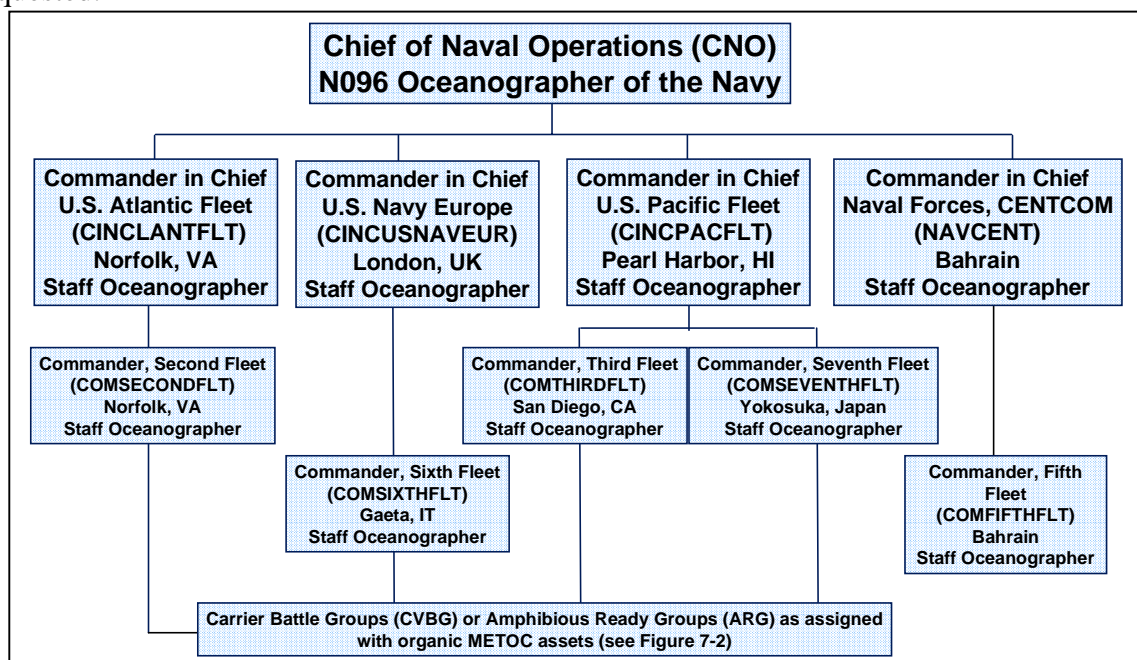 Chief of Naval Operations (CNO)
N096 Oceanographer of the Navy
Commander in Chief
U.S. Atlantic Fleet
(CINCLANTFLT)
Norfolk, VA
Staff Oceanographer
Commander in Chief
U.S. Navy Europe
(CINCUSNAVEUR)
London, UK
Staff Oceanographer
Commander in Chief
U.S. Pacific Fleet
(CINCPACFLT)
Pearl Harbor, HI
Staff Oceanographer
Commander in Chief
Naval Forces, CENTCOM
(NAVCENT)
Bahrain
Staff Oceanographer
Commander, Second Fleet
(COMSECONDFLT)
Norfolk, VA
Staff Oceanographer
Commander, Third Fleet
(COMTHIRDFLT)
San Diego, CA
Staff Oceanographer
Commander, Seventh Fleet
(COMSEVENTHFLT)
Yokosuka, Japan
Staff Oceanographer
Commander, Sixth Fleet
(COMSIXTHFLT)
Gaeta, IT
Staff Oceanographer
Commander, Fifth
Fleet
(COMFIFTHFLT)
Bahrain
Staff Oceanographer
Carrier Battle Groups (CVBG) or Amphibious Ready Groups (ARG) as assigned
with organic METOC assets (see Figure 7-2)